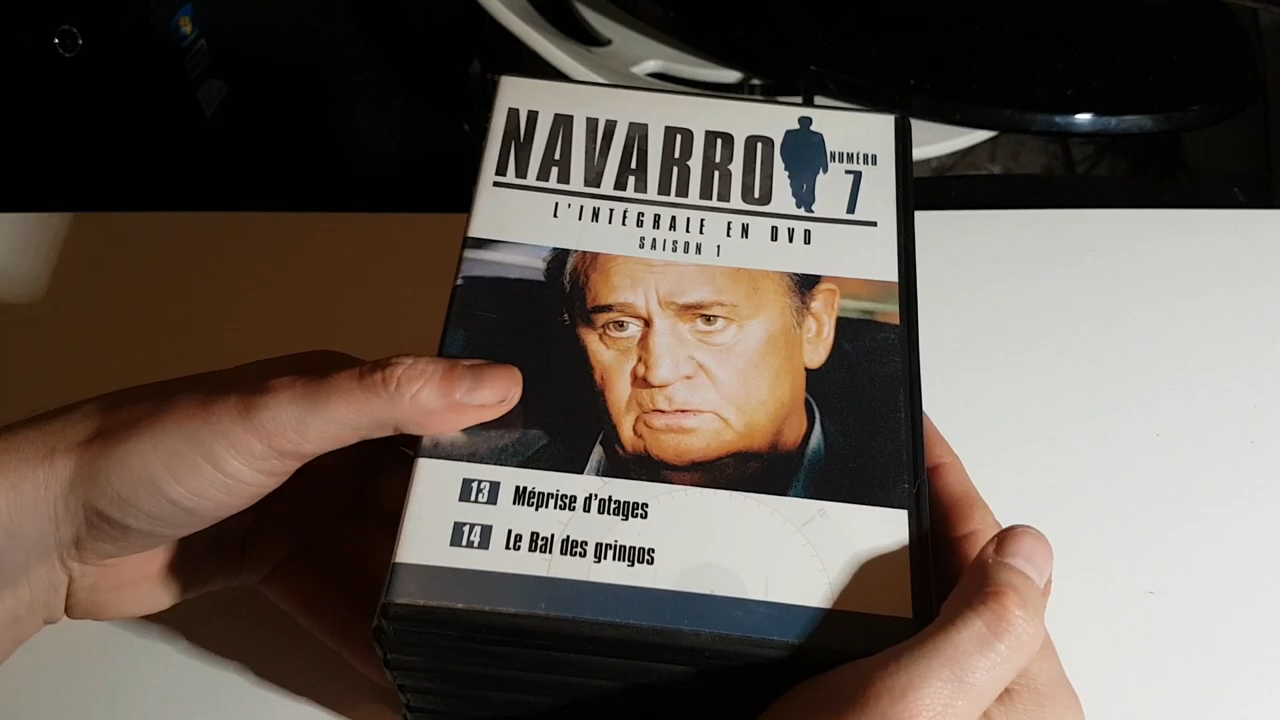 NAVARRO
NUMÉRO
7
L'INTÉGRALE EN DVD
SAISON 1
13 Méprise d'otages
14 Le Bal des gringos